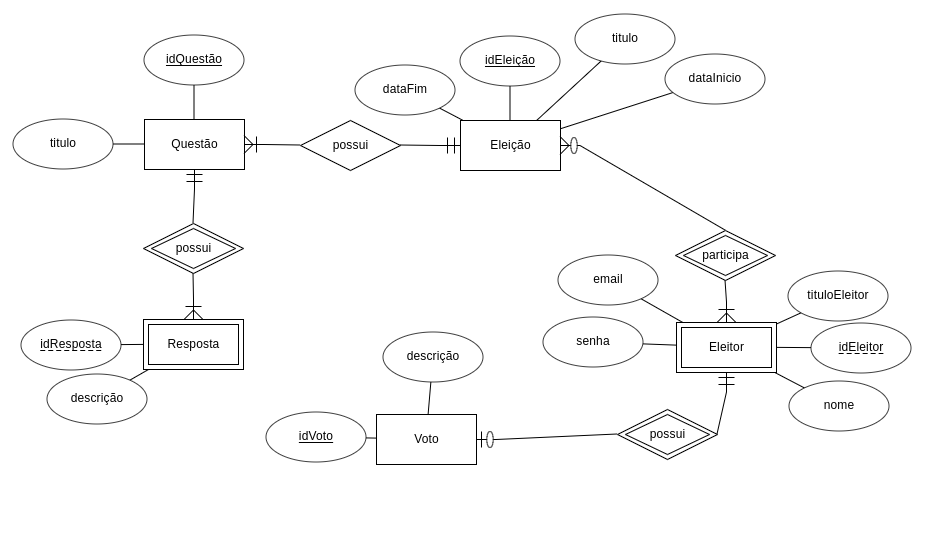 titulo
idQuestão
idEleição
dataInicio
dataFim
titulo
Questão
possui
Eleição
possui
participa
email
tituloEleitor
idResposta
Resposta
senha
Eleitor
idEleitor
descrição
descrição
nome
idVoto
Voto
possui